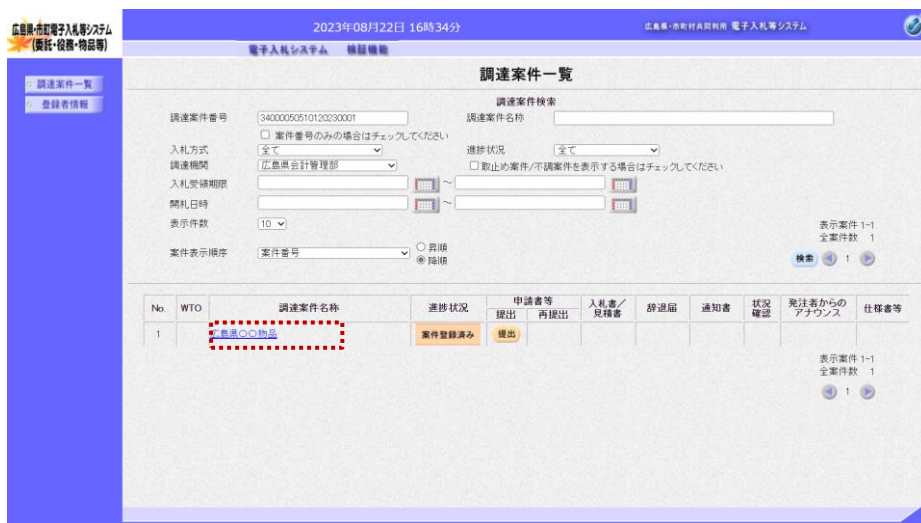 広島県・市町電子入札等システム
(委託・役務・物品等)
2023年08月22日 16時34分
広島県・市町村共同利用 電子入札等システム
電子入札システム 検証機能
調達案件一覧
登録者情報
調達案件一覧
調達案件検索
調達案件番号 34000050510120230001 調達案件名称
案件番号のみの場合はチェックしてください
入札方式 全て 進捗状況 全て
調達機関 広島県会計管理部 取止め案件/不調案件を表示する場合はチェックしてください
入札受領期限 ~
開札日時 ~
表示件数 10
表示案件 1-1
全案件数 1
案件表示順序 案件番号 昇順
降順
検索 1
No. WTO 調達案件名称 進捗状況 申請書等 入札書/見積書 辞退届 通知書 状況確認 発注者からのアナウンス 仕様書等
提出 再提出
1 広島県○○物品 案件登録済み 提出
表示案件 1-1
全案件数 1
1